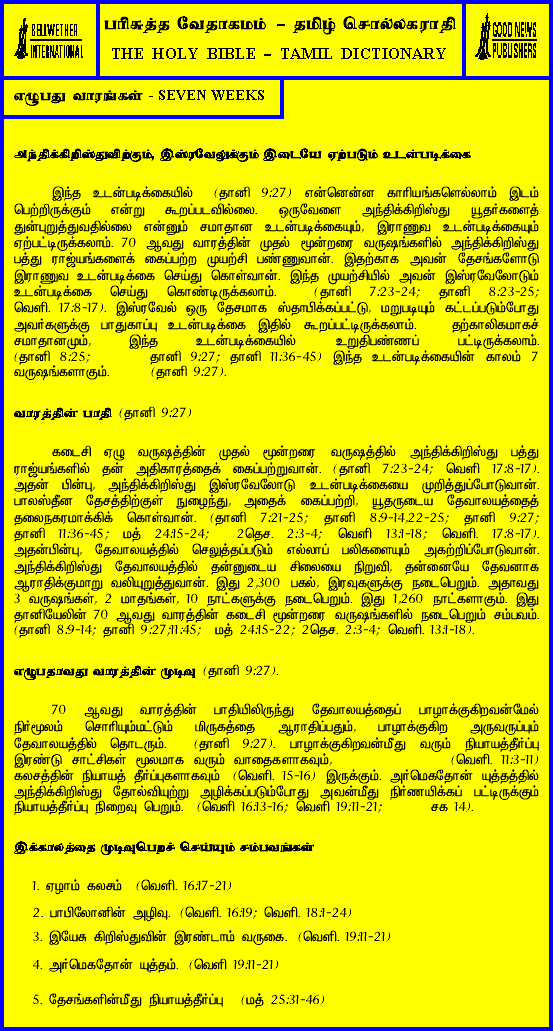 BELLWETHER
INTERNATIONAL
பரிசுத்த வேதாகமம் – தமிழ் சொல்லகராதி
THE HOLY BIBLE – TAMIL DICTIONARY
GOOD NEWS
PUBLISHERS
எழுபது வாரங்கள் - SEVEN WEEKS
அந்திக்கிறிஸ்துவிற்கும், இஸ்ரவேலுக்கும் இடையே ஏற்படும் உடன்படிக்கை
இந்த உடன்படிக்கையில் (தானி 9:27) என்னென்ன காரியங்களெல்லாம் இடம்
பெற்றிருக்கும் என்று கூறப்படவில்லை. ஒருவேளை அந்திக்கிறிஸ்து யூதர்களைத்
துன்புறுத்துவதில்லை என்னும் சமாதான உடன்படிக்கையும், இராணுவ உடன்படிக்கையும்
ஏற்பட்டிருக்கலாம். 70 ஆவது வாரத்தின் முதல் மூன்றரை வருஷங்களில் அந்திக்கிறிஸ்து
பத்து ராஜ்யங்களைக் கைப்பற்ற முயற்சி பண்ணுவான். இதற்காக அவன் தேசங்களோடு
இராணுவ உடன்படிக்கை செய்து கொள்வான். இந்த முயற்சியில் அவன் இஸ்ரவேலோடும்
உடன்படிக்கை செய்து கொண்டிருக்கலாம். (தானி 7:23-24; தானி 8:23-25;
வெளி. 17:8-17). இஸ்ரவேல் ஒரு தேசமாக ஸ்தாபிக்கப்பட்டு, மறுபடியும் கட்டப்படும்போது
அவர்களுக்கு பாதுகாப்பு உடன்படிக்கை இதில் கூறப்பட்டிருக்கலாம். தற்காலிகமாகச்
சமாதானமும், இந்த உடன்படிக்கையில் உறுதிபண்ணப் பட்டிருக்கலாம்.
(தானி 8:25; தானி 9:27; தானி 11:36-45) இந்த உடன்படிக்கையின் காலம் 7
வருஷங்களாகும். (தானி 9:27).
வாரத்தின் பாதி (தானி 9:27)
கடைசி ஏழு வருஷத்தின் முதல் மூன்றரை வருஷத்தில் அந்திக்கிறிஸ்து பத்து
ராஜ்யங்களில் தன் அதிகாரத்தைக் கைப்பற்றுவான். (தானி 7:23-24; வெளி 17:8-17).
அதன் பின்பு, அந்திக்கிறிஸ்து இஸ்ரவேலோடு உடன்படிக்கையை முறித்துப்போடுவான்.
பாலஸ்தீன தேசத்திற்குள் நுழைந்து, அதைக் கைப்பற்றி, யூதருடைய தேவாலயத்தைத்
தலைநகரமாக்கிக் கொள்வான். (தானி 7:21-25; தானி 8:9-14,22-25; தானி 9:27;
தானி 11:36-45; மத் 24:15-24; 2தெச. 2:3-4; வெளி 13:1-18; வெளி. 17:8-17).
அதன்பின்பு, தேவாலயத்தில் செலுத்தப்படும் எல்லாப் பலிகளையும் அகற்றிப்போடுவான்.
அந்திக்கிறிஸ்து தேவாலயத்தில் தன்னுடைய சிலையை நிறுவி, தன்னையே தேவனாக
ஆராதிக்குமாறு வலியுறுத்துவான். இது 2,300 பகல், இரவுகளுக்கு நடைபெறும். அதாவது
3 வருஷங்கள், 2 மாதங்கள், 10 நாட்களுக்கு நடைபெறும். இது 1,260 நாட்களாகும். இது
தானியேலின் 70 ஆவது வாரத்தின் கடைசி மூன்றரை வருஷங்களில் நடைபெறும் சம்பவம்.
(தானி 8:9-14; தானி 9:27;11:45; மத் 24:15-22; 2தெச. 2:3-4; வெளி. 13:1-18).
எழுபதாவது வாரத்தின் முடிவு (தானி 9:27).
70 ஆவது வாரத்தின் பாதியிலிருந்து தேவாலயத்தைப் பாழாக்குகிறவன்மேல்
நிர்மூலம் சொரியுமட்டும் மிருகத்தை ஆராதிப்பதும், பாழாக்குகிற அருவருப்பும்
தேவாலயத்தில் தொடரும். (தானி 9:27). பாழாக்குகிறவன்மீது வரும் நியாயத்தீர்ப்பு
இரண்டு சாட்சிகள் மூலமாக வரும் வாதைகளாகவும், (வெளி. 11:3-11)
கலசத்தின் நியாயத் தீர்ப்புகளாகவும் (வெளி. 15-16) இருக்கும். அர்மெகதோன் யுத்தத்தில்
அந்திக்கிறிஸ்து தோல்வியுற்று அழிக்கப்படும்போது அவன்மீது நிர்ணயிக்கப் பட்டிருக்கும்
நியாயத்தீர்ப்பு நிறைவு பெறும். (வெளி. 16:13-16; வெளி 19:11-21; சக 14).
இக்காலத்தை முடிவுபெறச் செய்யும் சம்பவங்கள்
1. ஏழாம் கலசம் (வெளி. 16:17-21)
2. பாபிலோனின் அழிவு. (வெளி. 16:19; வெளி. 18:1-24)
3. இயேசு கிறிஸ்துவின் இரண்டாம் வருகை. (வெளி. 19:11-21)
4. அர்மெகதோன் யுத்தம். (வெளி 19:11-21)
5. தேசங்களின்மீது நியாயத்தீர்ப்பு (மத் 25:31-46)